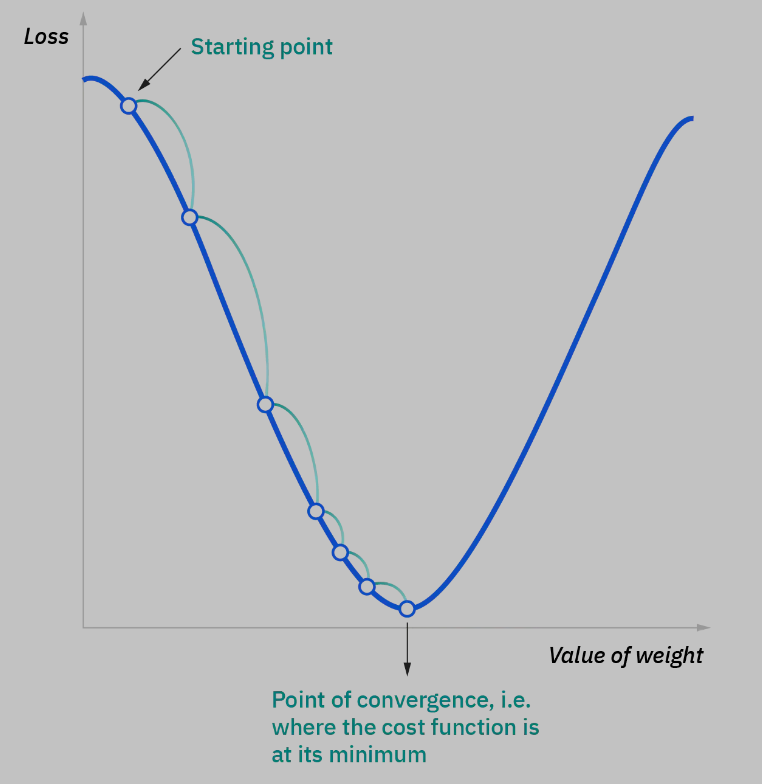 Loss
Starting point
Value of weight
Point of convergence, i.e.
where the cost function is
at its minimum